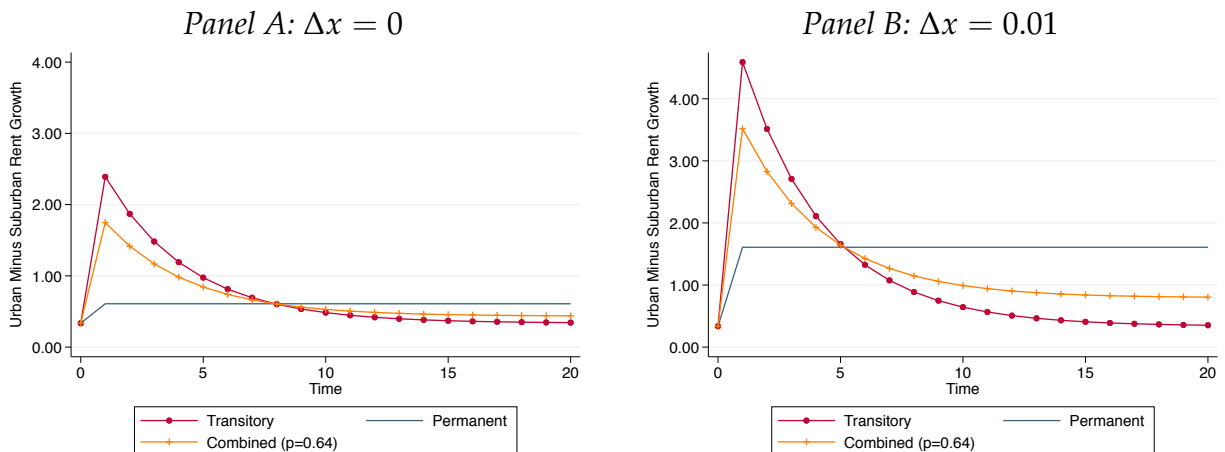 Panel A: Δx = 0
Urban Minus Suburban Rent Growth
4.00
3.00
2.00
1.00
0.00
0 5 10 15 20
Time
Transitory
Permanent
Combined (p=0.64)
Panel B: Δx = 0.01
Urban Minus Suburban Rent Growth
4.00
3.00
2.00
1.00
0.00
0 5 10 15 20
Time
Transitory
Permanent
Combined (p=0.64)